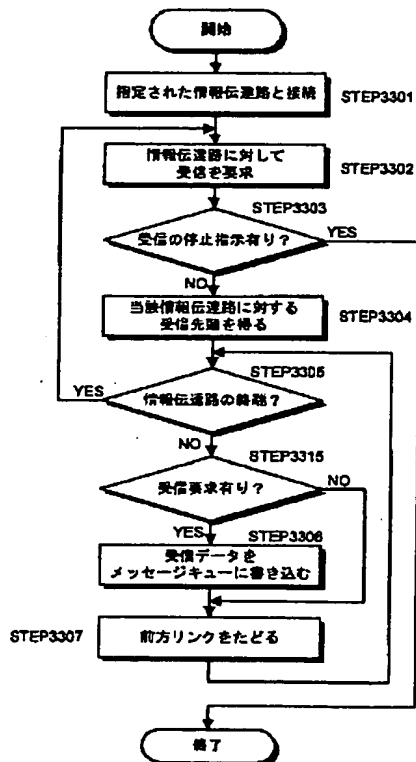 開始
指定された情報伝達路と接続
STEP3301
情報伝達路に対して
受信を要求
STEP3302
STEP3303
受信の停止指示有り？
YES
NO
当該情報伝達路に対する
受信先頭を得る
STEP3304
STEP3305
YES
情報伝達路の終端？
NO
STEP3315
受信要求有り？
NO
YES
STEP3306
受信データを
メッセージキューに書き込む
STEP3307
前方リンクをたどる
終了